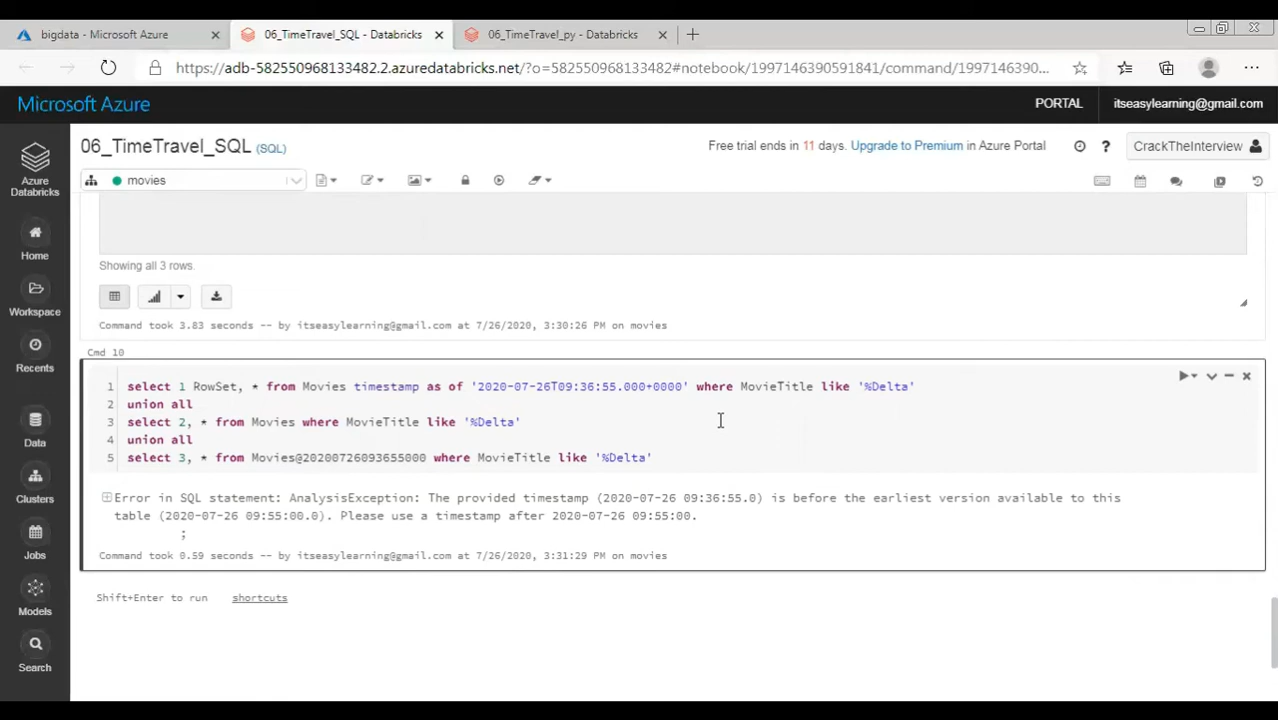 bigdata - Microsoft Azure
06_TimeTravel_SQL - Databricks
06_TimeTravel_py - Databricks
https://adb-582550968133482.2.azuredatabricks.net/?o=582550968133482#notebook/1997146390591841/command/1997146390...
Microsoft Azure
PORTAL
itseasylearning@gmail.com
Azure
Databricks
Home
Workspace
Recents
Data
Clusters
Jobs
Models
Search
06_TimeTravel_SQL (SQL)
Free trial ends in 11 days. Upgrade to Premium in Azure Portal
?
CrackTheInterview
movies
Showing all 3 rows.
Command took 3.83 seconds -- by itseasylearning@gmail.com at 7/26/2020, 3:30:26 PM on movies
Cmd 10
1 select 1 RowSet, * from Movies timestamp as of '2020-07-26T09:36:55.000+0000' where MovieTitle like '%Delta'
2 union all
3 select 2, * from Movies where MovieTitle like '%Delta'
4 union all
5 select 3, * from Movies@20200726093655000 where MovieTitle like '%Delta'
Error in SQL statement: AnalysisException: The provided timestamp (2020-07-26 09:36:55.0) is before the earliest version available to this
table (2020-07-26 09:55:00.0). Please use a timestamp after 2020-07-26 09:55:00.
;
Command took 0.59 seconds -- by itseasylearning@gmail.com at 7/26/2020, 3:31:29 PM on movies
Shift+Enter to run shortcuts